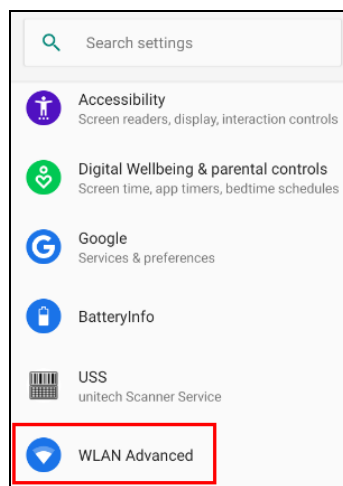 Search settings
Accessibility
Screen readers, display, interaction controls
Digital Wellbeing & parental controls
Screen time, app timers, bedtime schedules
Google
Services & preferences
BatteryInfo
USS
unitech Scanner Service
WLAN Advanced